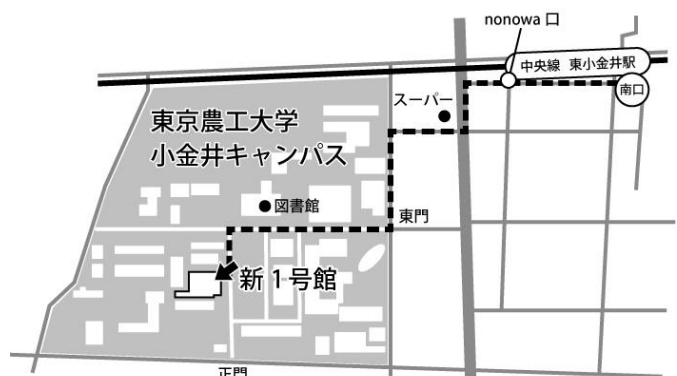 nonowa 口
中央線 東小金井駅
南口
スーパー
東京農工大学
小金井キャンパス
図書館
東門
新1号館
正門